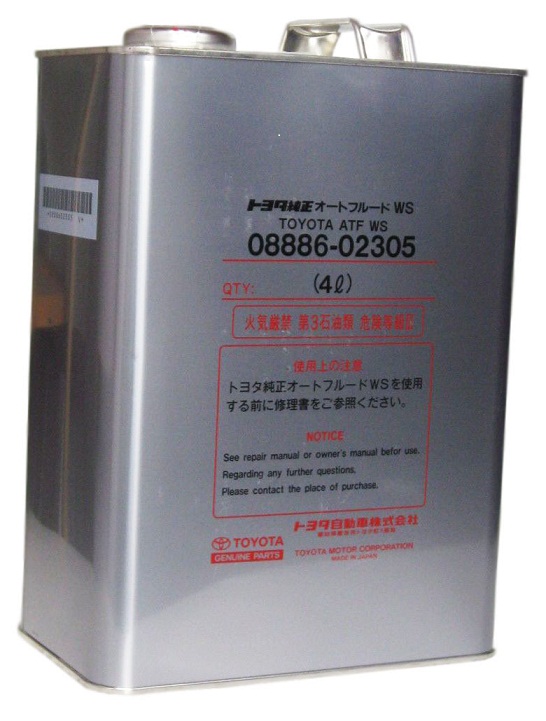 トヨタ純正オートフルード WS
TOYOTA ATF WS
08886-02305
QTY: (4ℓ)
火気厳禁 第3石油類 危険等級Ⅲ
使用上の注意
トヨタ純正オートフルードWSを使用
する前に修理書をご参照ください。
NOTICE
See repair manual or owner's manual befor use.
Regarding any further questions.
Please contact the place of purchase.
トヨタ自動車株式会社
TOYOTA
GENUINE PARTS
TOYOTA MOTOR CORPORATION
MADE IN JAPAN